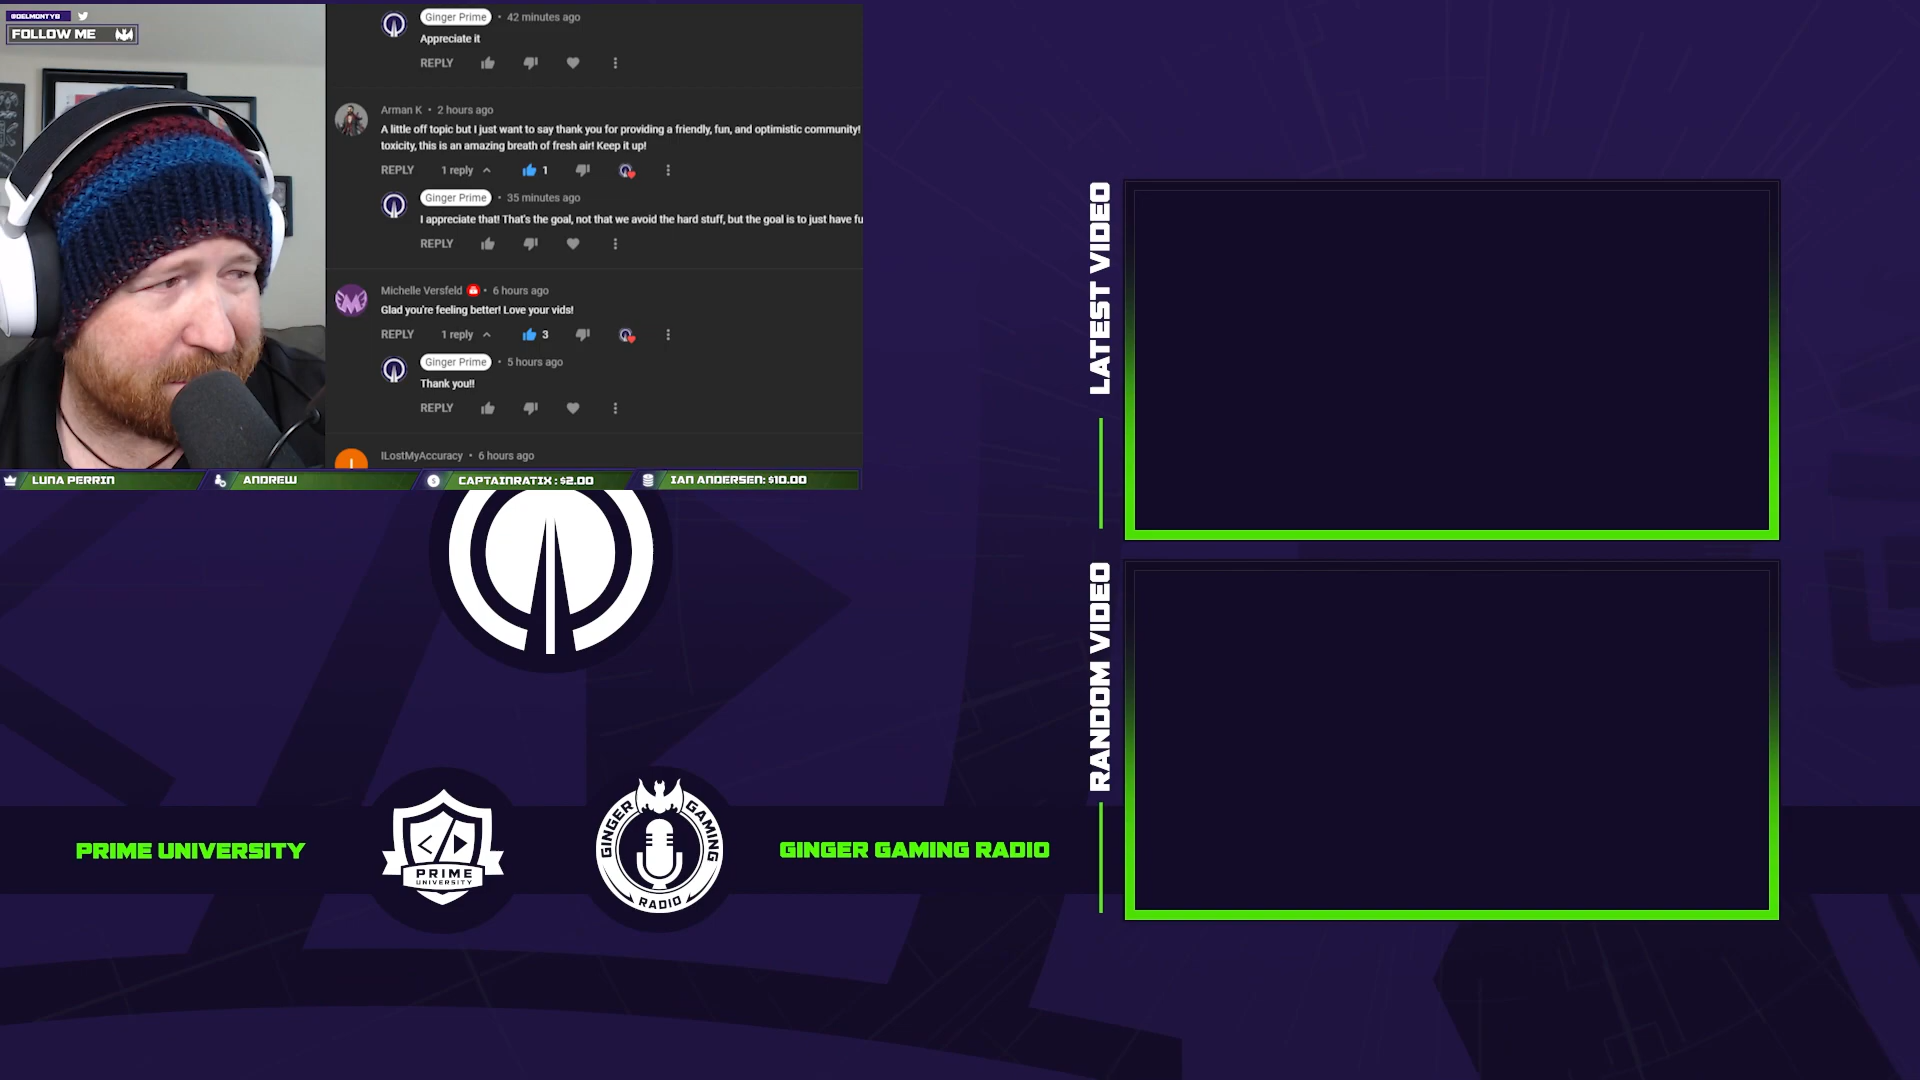 @DELMONTY8
FOLLOW ME
Ginger Prime • 42 minutes ago
Appreciate it
REPLY
Arman K • 2 hours ago
A little off topic but I just want to say thank you for providing a friendly, fun, and optimistic community!
toxicity, this is an amazing breath of fresh air! Keep it up!
REPLY 1 reply 1
Ginger Prime • 35 minutes ago
I appreciate that! That's the goal, not that we avoid the hard stuff, but the goal is to just have fu
REPLY
Michelle Versfeld • 6 hours ago
Glad you're feeling better! Love your vids!
REPLY 1 reply 3
Ginger Prime • 5 hours ago
Thank you!!
REPLY
I
ILostMyAccuracy • 6 hours ago
LUNA PERRIN
ANDREW
CAPTAINRATIX: $2.00
IAN ANDERSEN: $10.00
LATEST VIDEO
RANDOM VIDEO
PRIME UNIVERSITY
PRIME
UNIVERSITY
GINGER GAMING
RADIO
GINGER GAMING RADIO